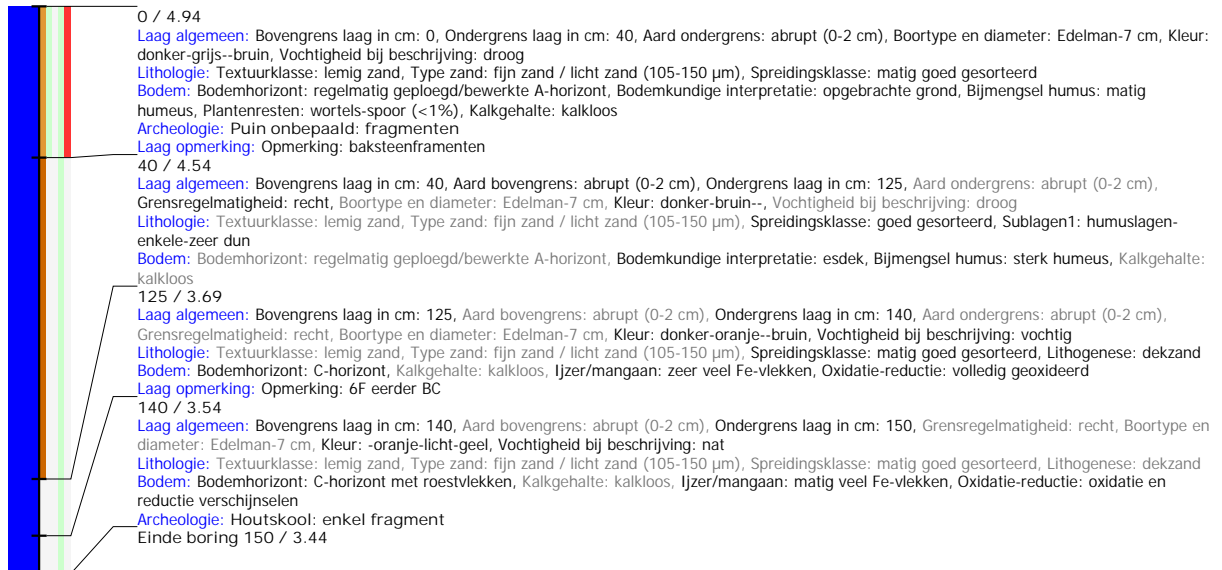 0 / 4.94
Laag algemeen: Bovengrens laag in cm: 0, Ondergrens laag in cm: 40, Aard ondergrens: abrupt (0-2 cm), Boortype en diameter: Edelman-7 cm, Kleur:
donker-grijs--bruin, Vochtigheid bij beschrijving: droog
Lithologie: Textuurklasse: lemig zand, Type zand: fijn zand / licht zand (105-150 µm), Spreidingsklasse: matig goed gesorteerd
Bodem: Bodemhorizont: regelmatig geploegd/bewerkte A-horizont, Bodemkundige interpretatie: opgebrachte grond, Bijmengsel humus: matig
humeus, Plantenresten: wortels-spoor (<1%), Kalkgehalte: kalkloos
Archeologie: Puin onbepaald: fragmenten
Laag opmerking: Opmerking: baksteenframenten
40 / 4.54
Laag algemeen: Bovengrens laag in cm: 40, Aard bovengrens: abrupt (0-2 cm), Ondergrens laag in cm: 125, Aard ondergrens: abrupt (0-2 cm),
Grensregelmatigheid: recht, Boortype en diameter: Edelman-7 cm, Kleur: donker-bruin--, Vochtigheid bij beschrijving: droog
Lithologie: Textuurklasse: lemig zand, Type zand: fijn zand / licht zand (105-150 µm), Spreidingsklasse: goed gesorteerd, Sublagen1: humuslagen-
enkele-zeer dun
Bodem: Bodemhorizont: regelmatig geploegd/bewerkte A-horizont, Bodemkundige interpretatie: esdek, Bijmengsel humus: sterk humeus, Kalkgehalte:
kalkloos
125 / 3.69
Laag algemeen: Bovengrens laag in cm: 125, Aard bovengrens: abrupt (0-2 cm), Ondergrens laag in cm: 140, Aard ondergrens: abrupt (0-2 cm),
Grensregelmatigheid: recht, Boortype en diameter: Edelman-7 cm, Kleur: donker-oranje--bruin, Vochtigheid bij beschrijving: vochtig
Lithologie: Textuurklasse: lemig zand, Type zand: fijn zand / licht zand (105-150 µm), Spreidingsklasse: matig goed gesorteerd, Lithogenese: dekzand
Bodem: Bodemhorizont: C-horizont, Kalkgehalte: kalkloos, Ijzer/mangaan: zeer veel Fe-vlekken, Oxidatie-reductie: volledig geoxideerd
Laag opmerking: Opmerking: 6F eerder BC
140 / 3.54
Laag algemeen: Bovengrens laag in cm: 140, Aard bovengrens: abrupt (0-2 cm), Ondergrens laag in cm: 150, Grensregelmatigheid: recht, Boortype en
diameter: Edelman-7 cm, Kleur: -oranje-licht-geel, Vochtigheid bij beschrijving: nat
Lithologie: Textuurklasse: lemig zand, Type zand: fijn zand / licht zand (105-150 µm), Spreidingsklasse: matig goed gesorteerd, Lithogenese: dekzand
Bodem: Bodemhorizont: C-horizont met roestvlekken, Kalkgehalte: kalkloos, Ijzer/mangaan: matig veel Fe-vlekken, Oxidatie-reductie: oxidatie en
reductie verschijnselen
Archeologie: Houtskool: enkel fragment
Einde boring 150 / 3.44